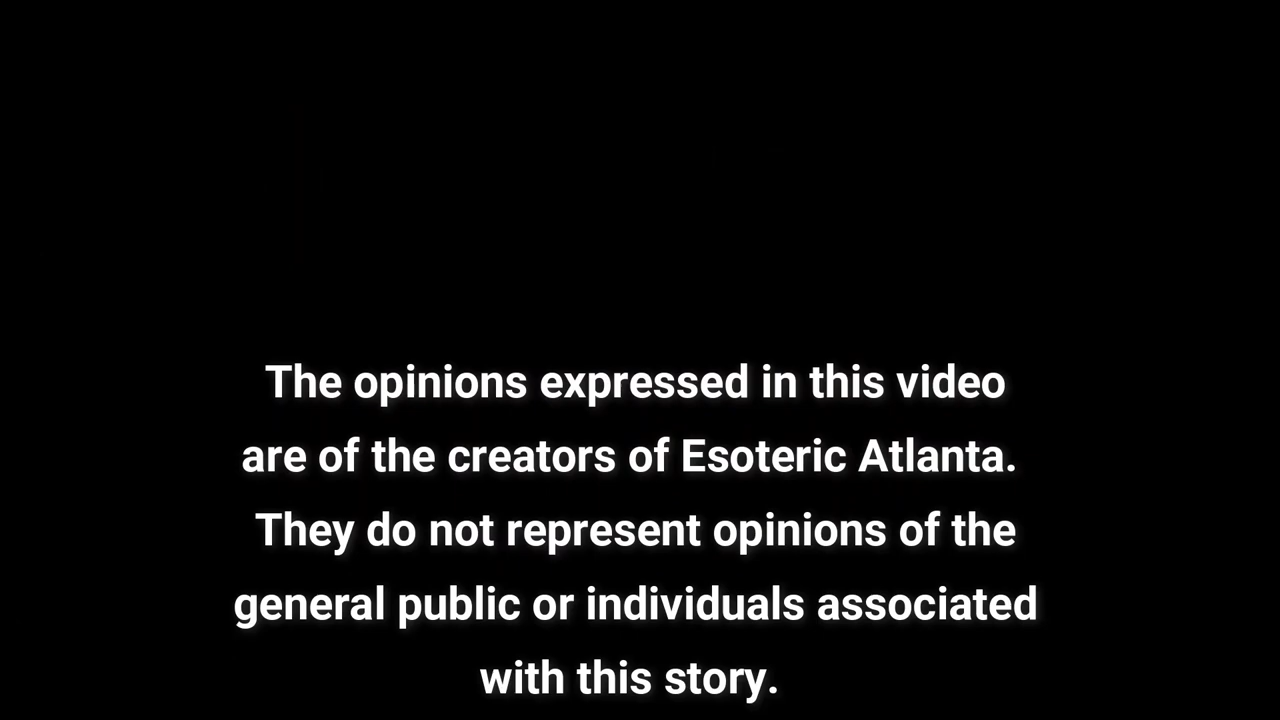 The opinions expressed in this video
are of the creators of Esoteric Atlanta.
They do not represent opinions of the
general public or individuals associated
with this story.